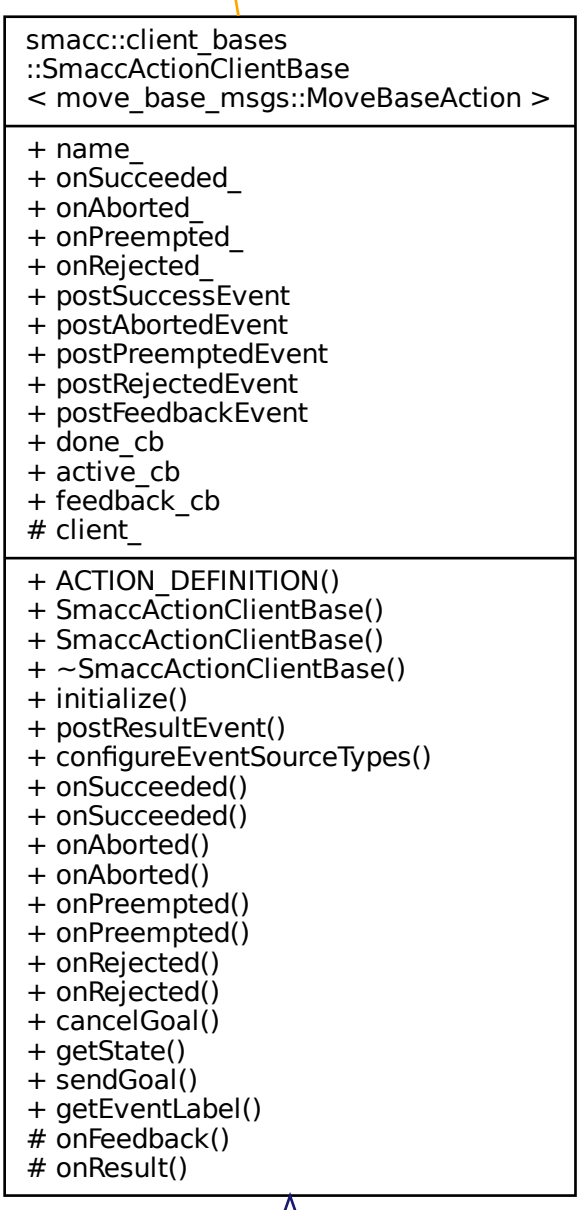 smacc::client_bases
::SmaccActionClientBase
< move_base_msgs::MoveBaseAction >
+ name_
+ onSucceeded_
+ onAborted_
+ onPreempted_
+ onRejected_
+ postSuccessEvent
+ postAbortedEvent
+ postPreemptedEvent
+ postRejectedEvent
+ postFeedbackEvent
+ done_cb
+ active_cb
+ feedback_cb
# client_
+ ACTION_DEFINITION()
+ SmaccActionClientBase()
+ SmaccActionClientBase()
+ ~SmaccActionClientBase()
+ initialize()
+ postResultEvent()
+ configureEventSourceTypes()
+ onSucceeded()
+ onSucceeded()
+ onAborted()
+ onAborted()
+ onPreempted()
+ onPreempted()
+ onRejected()
+ onRejected()
+ cancelGoal()
+ getState()
+ sendGoal()
+ getEventLabel()
# onFeedback()
# onResult()